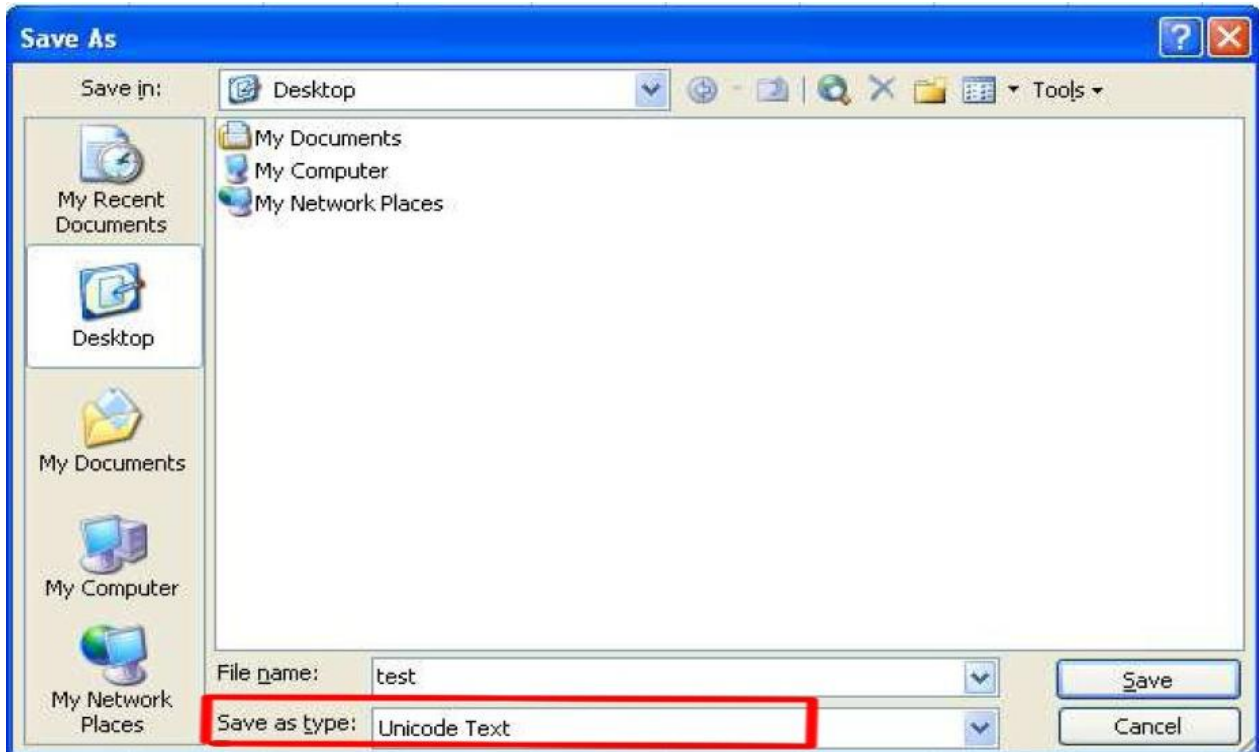 Save As
Save in:
Desktop
Tools
My Documents
My Computer
My Network Places
My Recent
Documents
Desktop
My Documents
My Computer
My Network
Places
File name:
test
Save
Save as type:
Unicode Text
Cancel